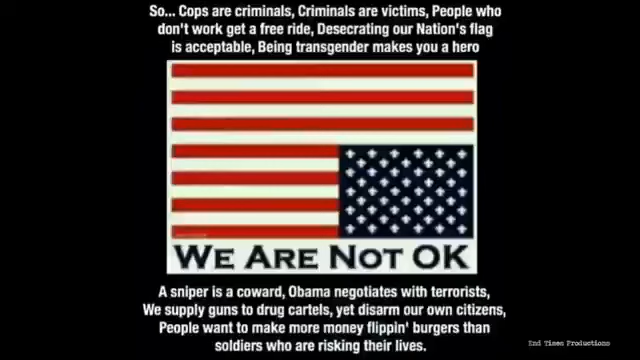 So... Cops are criminals, Criminals are victims, People who
don't work get a free ride, Desecrating our Nation's flag
is acceptable, Being transgender makes you a hero
WE ARE NOT OK
A sniper is a coward, Obama negotiates with terrorists,
We supply guns to drug cartels, yet disarm our own citizens,
People want to make more money flippin' burgers than
soldiers who are risking their lives.
End Times Productions